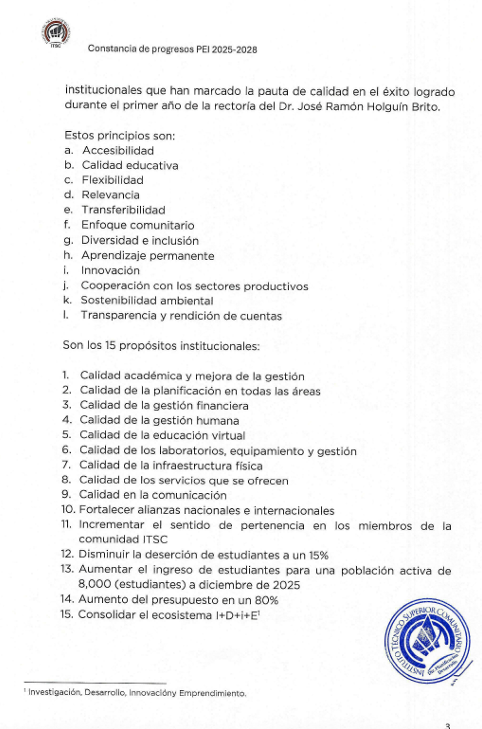 ITSC
Constancia de progresos PEI 2025-2028
institucionales que han marcado la pauta de calidad en el éxito logrado
durante el primer año de la rectoría del Dr. José Ramón Holguín Brito.
Estos principios son:
a. Accesibilidad
b. Calidad educativa
c. Flexibilidad
d. Relevancia
e. Transferibilidad
f. Enfoque comunitario
g. Diversidad e inclusión
h. Aprendizaje permanente
i. Innovación
j. Cooperación con los sectores productivos
k. Sostenibilidad ambiental
l. Transparencia y rendición de cuentas
Son los 15 propósitos institucionales:
1. Calidad académica y mejora de la gestión
2. Calidad de la planificación en todas las áreas
3. Calidad de la gestión financiera
4. Calidad de la gestión humana
5. Calidad de la educación virtual
6. Calidad de los laboratorios, equipamiento y gestión
7. Calidad de la infraestructura física
8. Calidad de los servicios que se ofrecen
9. Calidad en la comunicación
10. Fortalecer alianzas nacionales e internacionales
11. Incrementar el sentido de pertenencia en los miembros de la
comunidad ITSC
12. Disminuir la deserción de estudiantes a un 15%
13. Aumentar el ingreso de estudiantes para una población activa de
8,000 (estudiantes) a diciembre de 2025
14. Aumento del presupuesto en un 80%
15. Consolidar el ecosistema I+D+i+E¹
INSTITUTO TECNICO SUPERIOR COMUNITARIO
¹ Investigación, Desarrollo, Innovacióny Emprendimiento.
3